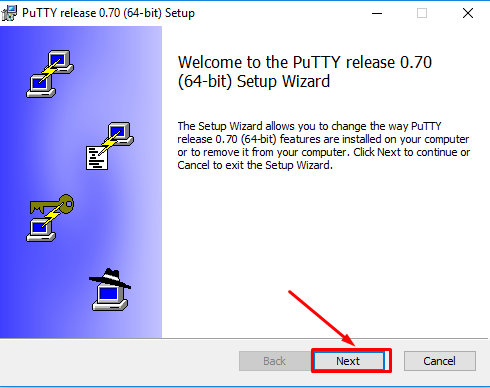 PuTTY release 0.70 (64-bit) Setup
Welcome to the PuTTY release 0.70
(64-bit) Setup Wizard
The Setup Wizard allows you to change the way PuTTY
release 0.70 (64-bit) features are installed on your computer
or to remove it from your computer. Click Next to continue or
Cancel to exit the Setup Wizard.
Back Next Cancel